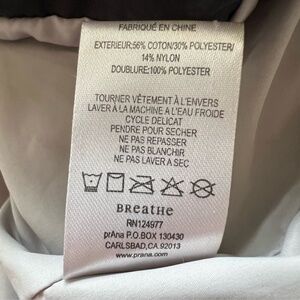 FABRIQUÉ EN CHINE
EXTERIEUR:56% COTON/30% POLYESTER/
14% NYLON
DOUBLURE:100% POLYESTER
TOURNER VÊTEMENT À L'ENVERS
LAVER À LA MACHINE A L'EAU FROIDE
CYCLE DELICAT
PENDRE POUR SECHER
NE PAS REPASSER
NE PAS BLANCHIR
NE PAS LAVER A SEC
BREATHE
RN124977
prAna P.O.BOX 130430
CARLSBAD,CA.92013
www.prana.com